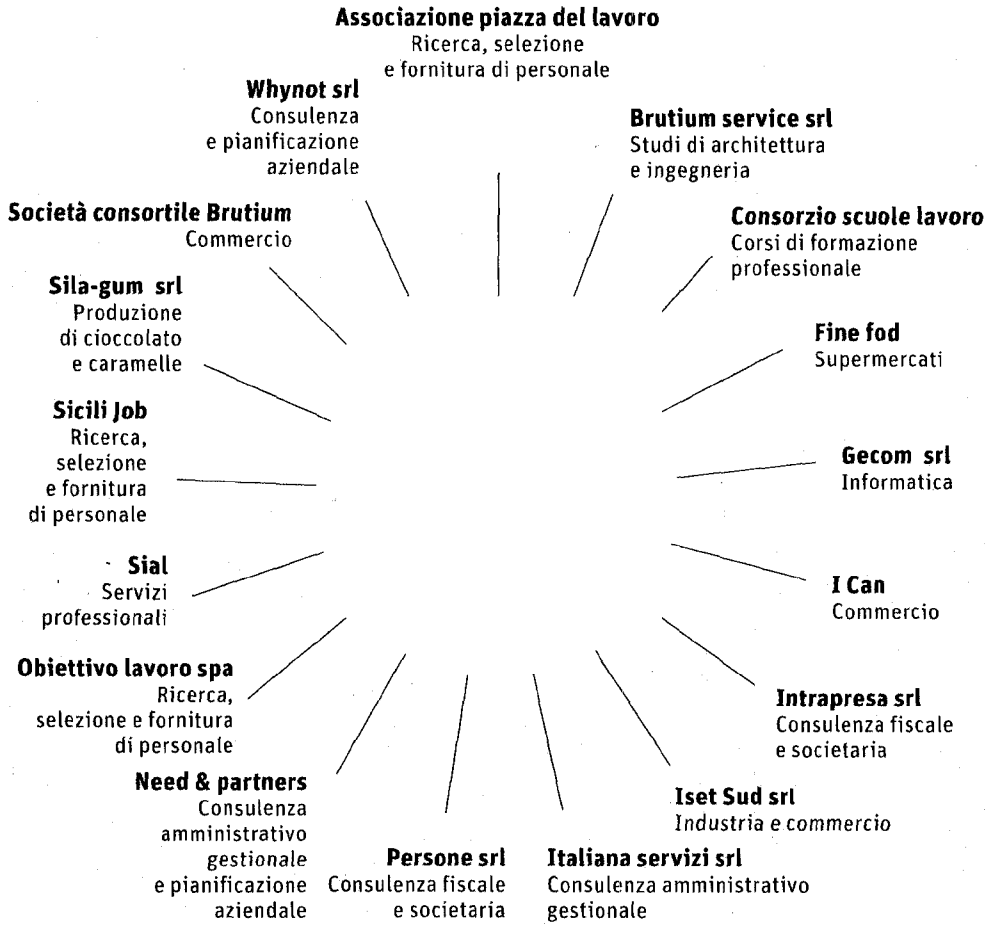 Associazione piazza del lavoro
Ricerca, selezione
e fornitura di personale
Brutium service srl
Studi di architettura
e ingegneria
Consorzio scuole lavoro
Corsi di formazione
professionale
Fine fod
Supermercati
Gecom srl
Informatica
I Can
Commercio
Intrapresa srl
Consulenza fiscale
e societaria
Iset Sud srl
Industria e commercio
Italiana servizi srl
Consulenza amministrativo
gestionale
Persone srl
Consulenza fiscale
e societaria
Need & partners
Consulenza
amministrativo
gestionale
e pianificazione
aziendale
Obiettivo lavoro spa
Ricerca,
selezione e fornitura
di personale
Sial
Servizi
professionali
Sicili Job
Ricerca,
selezione
e fornitura
di personale
Sila-gum srl
Produzione
di cioccolato
e caramelle
Società consortile Brutium
Commercio
Whynot srl
Consulenza
e pianificazione
aziendale